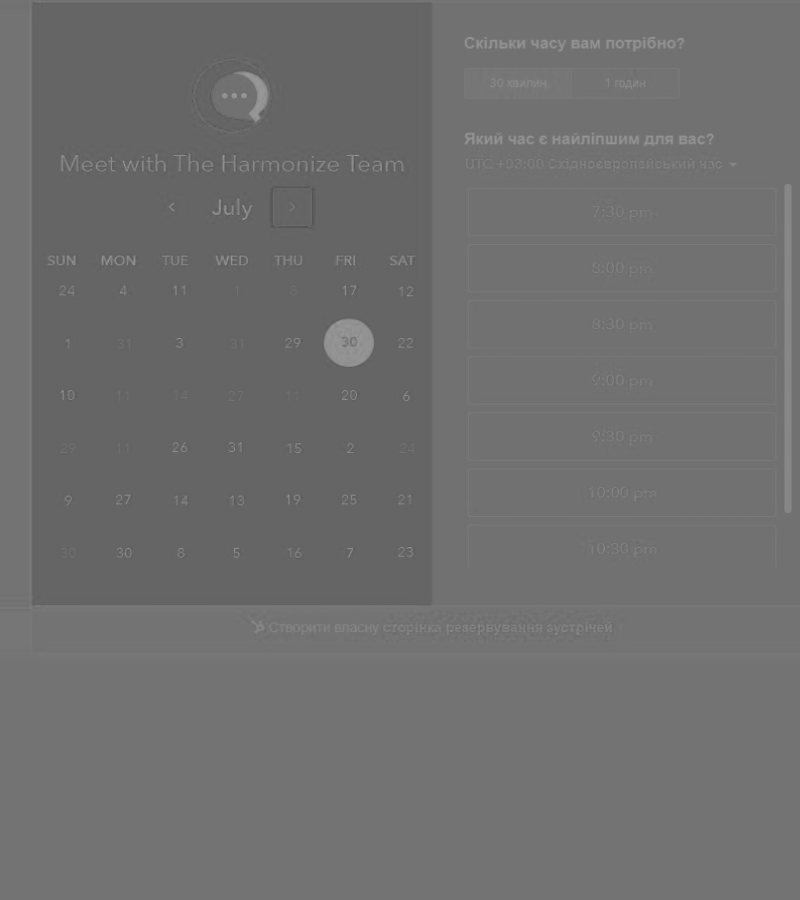 Meet with The Harmonize Team
July
SUN MON TUE WED THU FRI SAT
24 4 11 1 6 17 12
1 31 3 31 29 30 22
10 11 14 27 11 20 6
29 11 26 31 15 2 24
9 27 14 13 19 25 21
30 30 8 5 16 7 23
Скільки часу вам потрібно?
30 хвилин 1 годин
Який час є найліпшим для вас?
UTC +03:00 Східноєвропейський час
7:30 pm
8:00 pm
8:30 pm
9:00 pm
9:30 pm
10:00 pm
10:30 pm
Створити власну сторінка резервування зустрічей